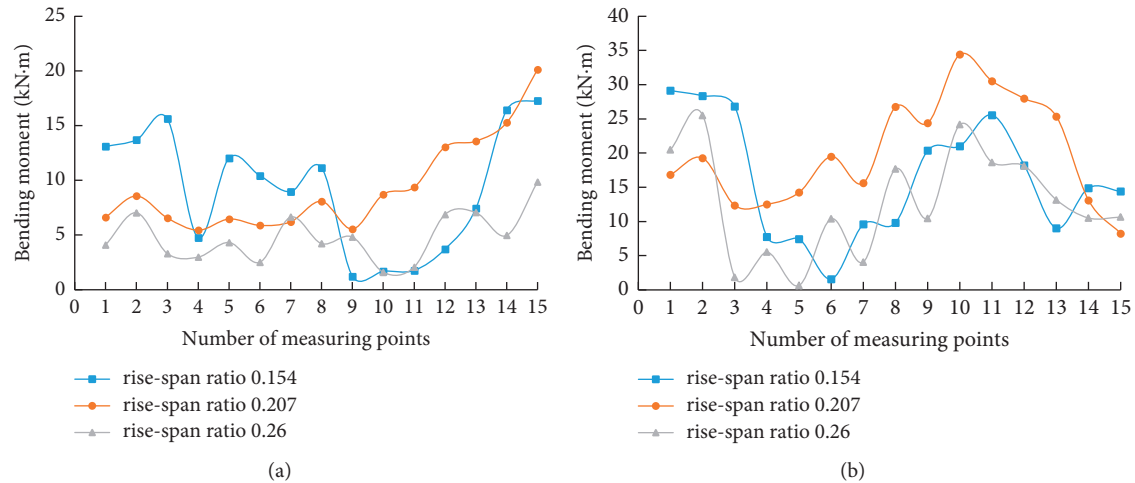 Bending moment (kN·m)
25
20
15
10
5
0
0 1 2 3 4 5 6 7 8 9 10 11 12 13 14 15
Number of measuring points
rise-span ratio 0.154
rise-span ratio 0.207
rise-span ratio 0.26
(a)
Bending moment (kN·m)
40
35
30
25
20
15
10
5
0
0 1 2 3 4 5 6 7 8 9 10 11 12 13 14 15
Number of measuring points
rise-span ratio 0.154
rise-span ratio 0.207
rise-span ratio 0.26
(b)